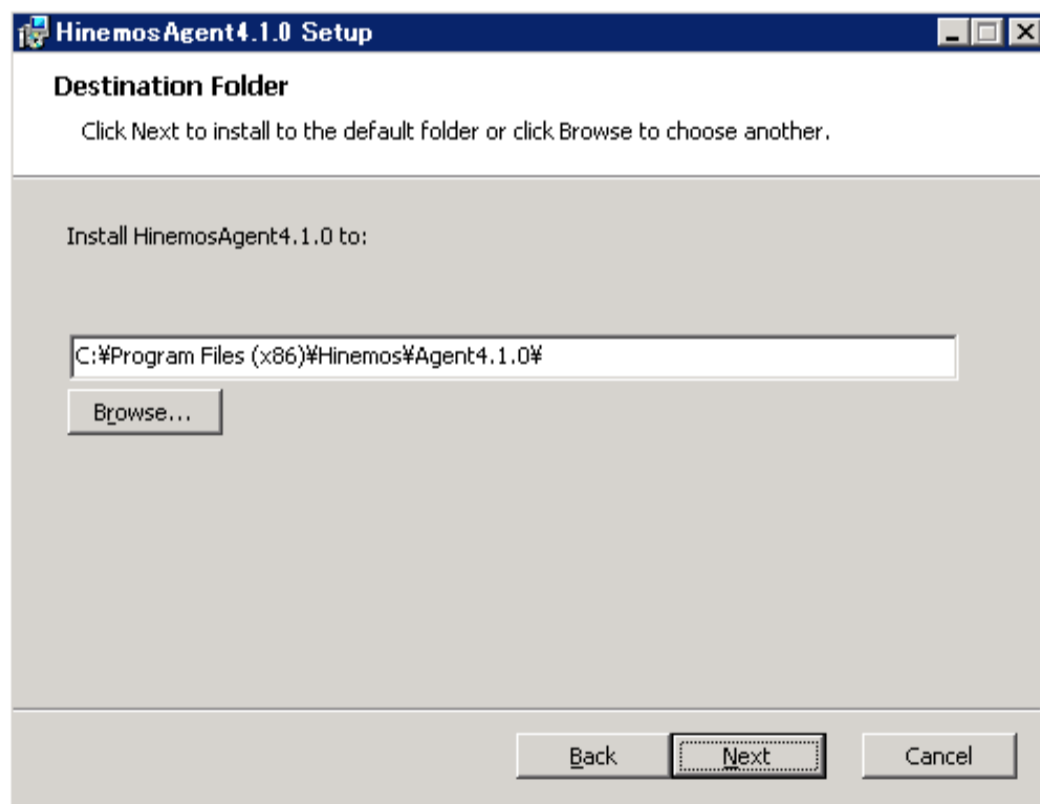 HinemosAgent4.1.0 Setup
Destination Folder
Click Next to install to the default folder or click Browse to choose another.
Install HinemosAgent4.1.0 to:
C:¥Program Files (x86)¥Hinemos¥Agent4.1.0¥
Browse...
Back Next Cancel